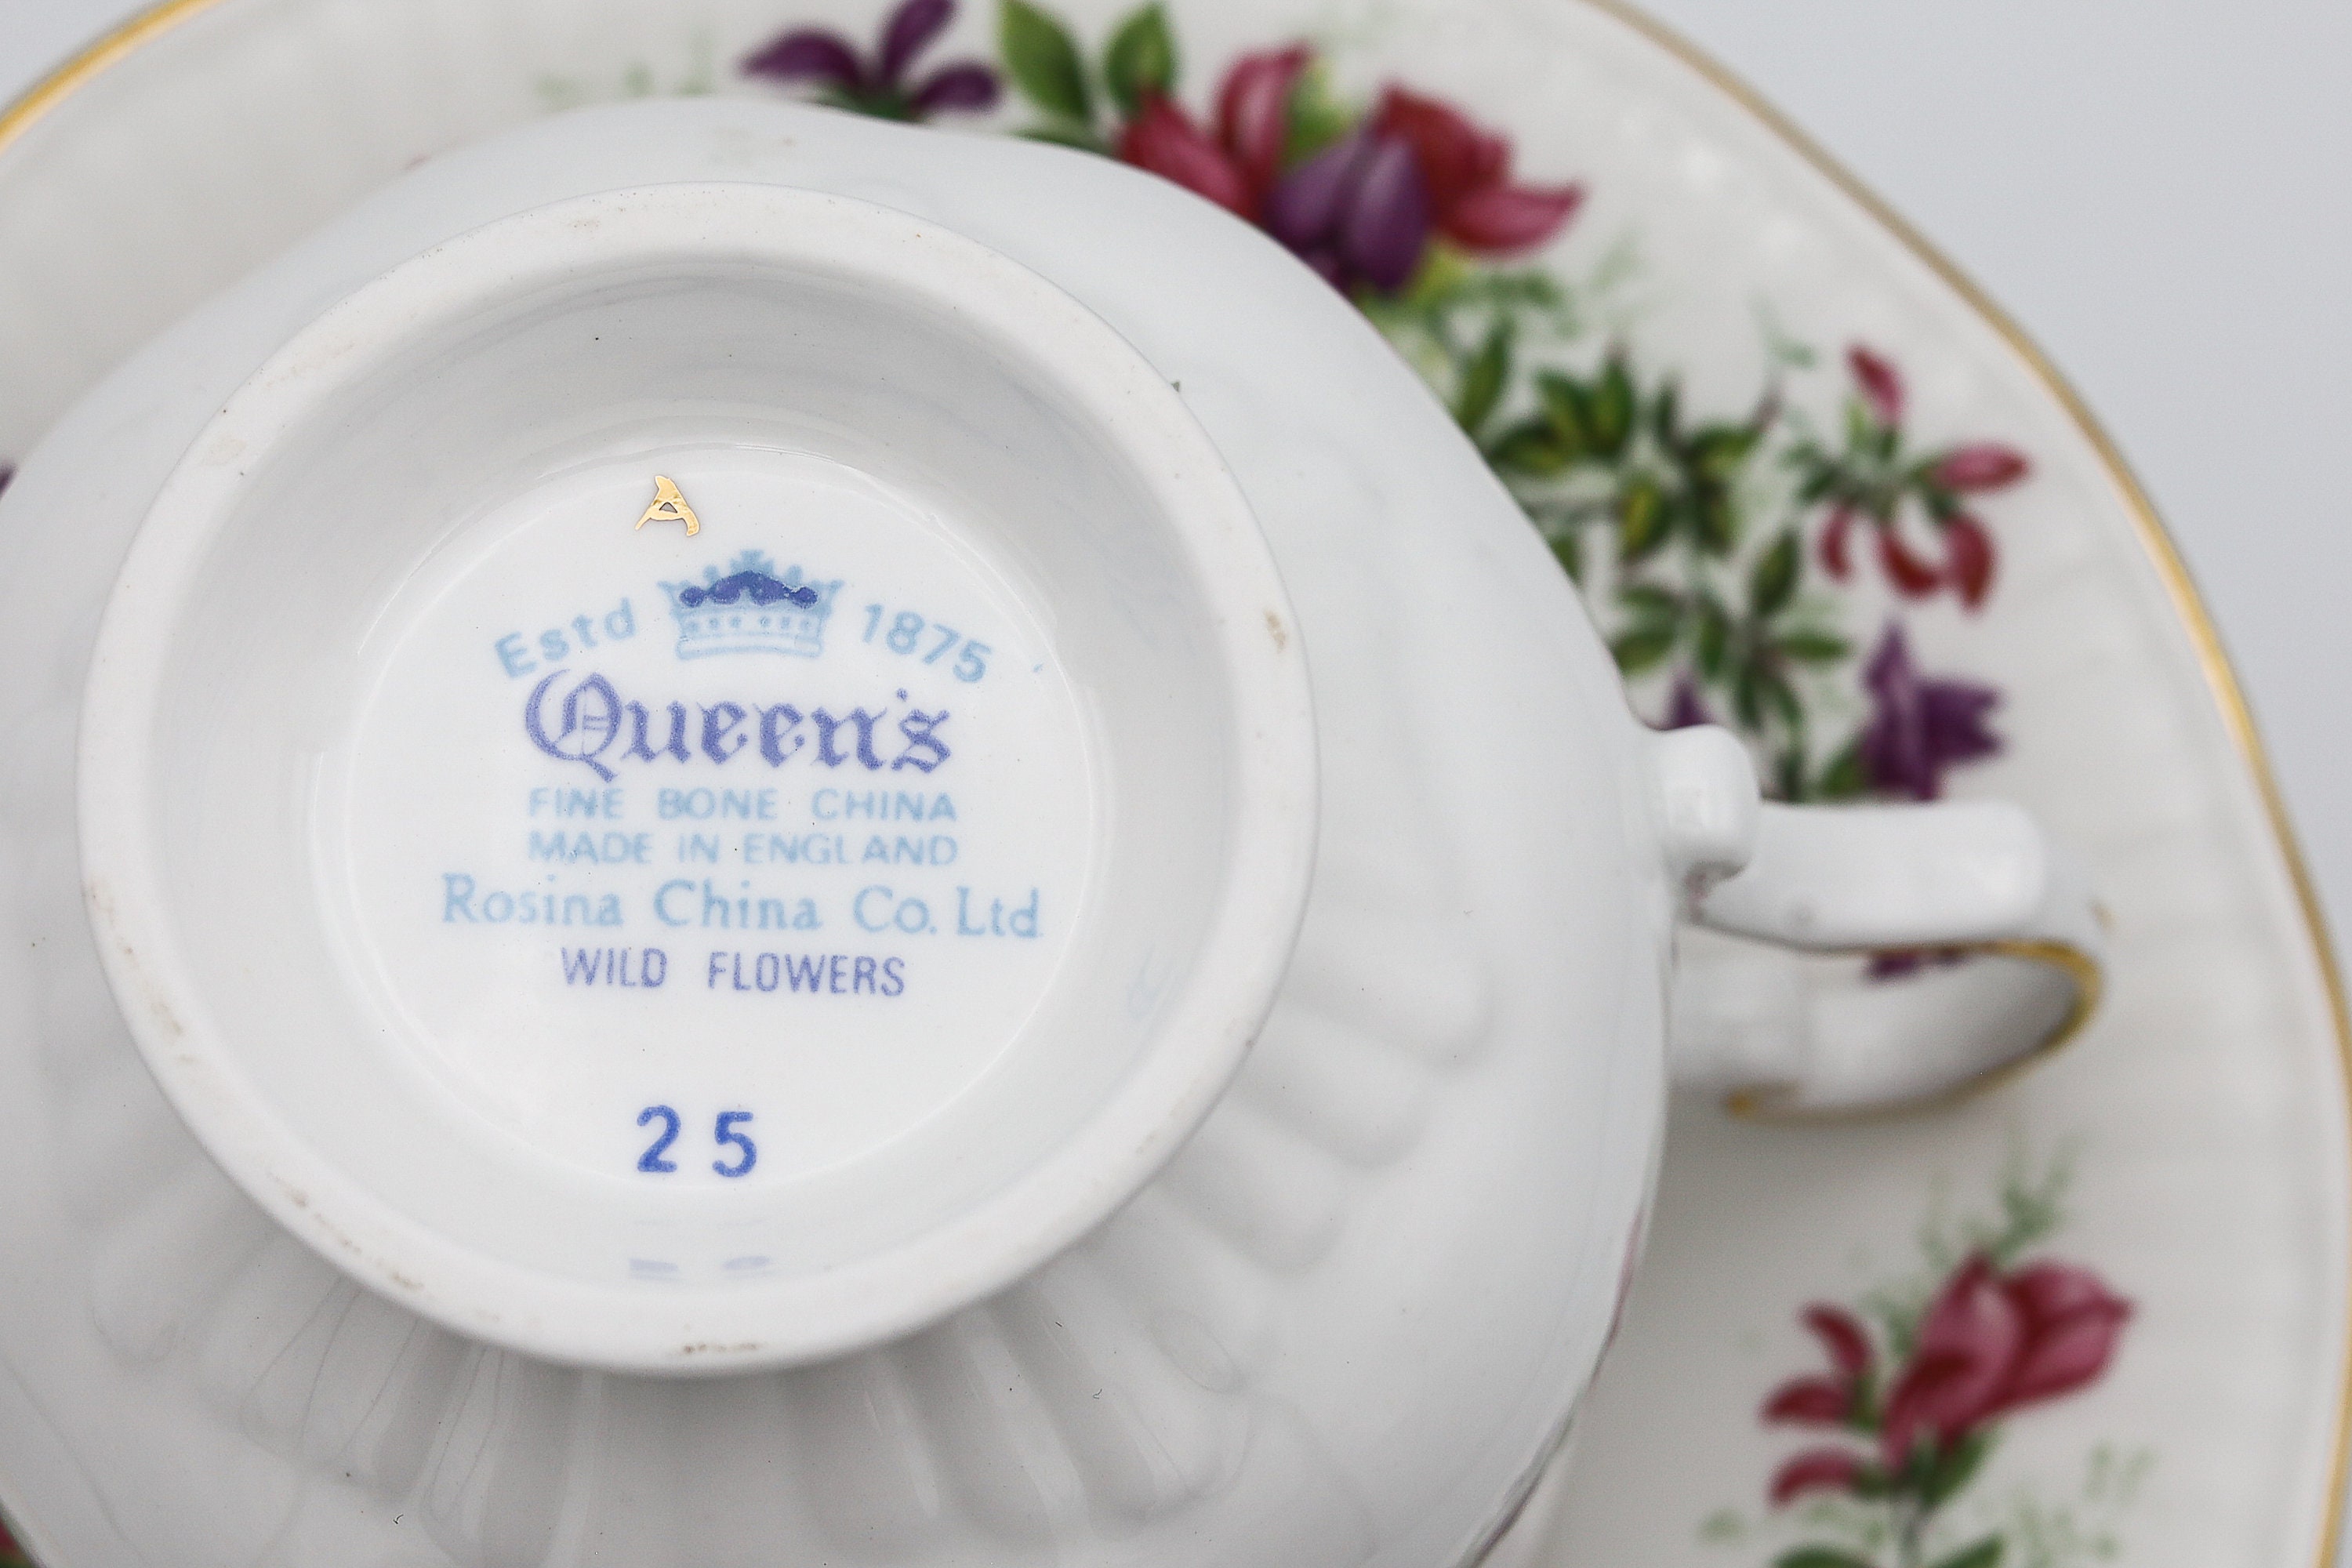 A
Estd 1875
Queen's
FINE BONE CHINA
MADE IN ENGLAND
Rosina China Co. Ltd
WILD FLOWERS
25